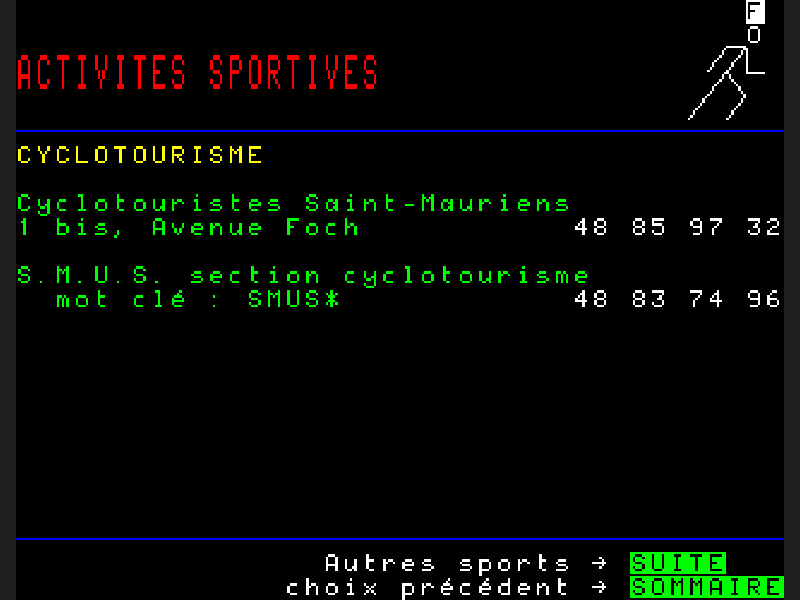 F
ACTIVITES SPORTIVES
CYCLOTOURISME
Cyclotouristes Saint-Mauriens
1 bis, Avenue Foch 48 85 97 32
S.M.U.S. section cyclotourisme
mot clé : SMUS* 48 83 74 96
Autres sports → SUITE
choix précédent → SOMMAIRE